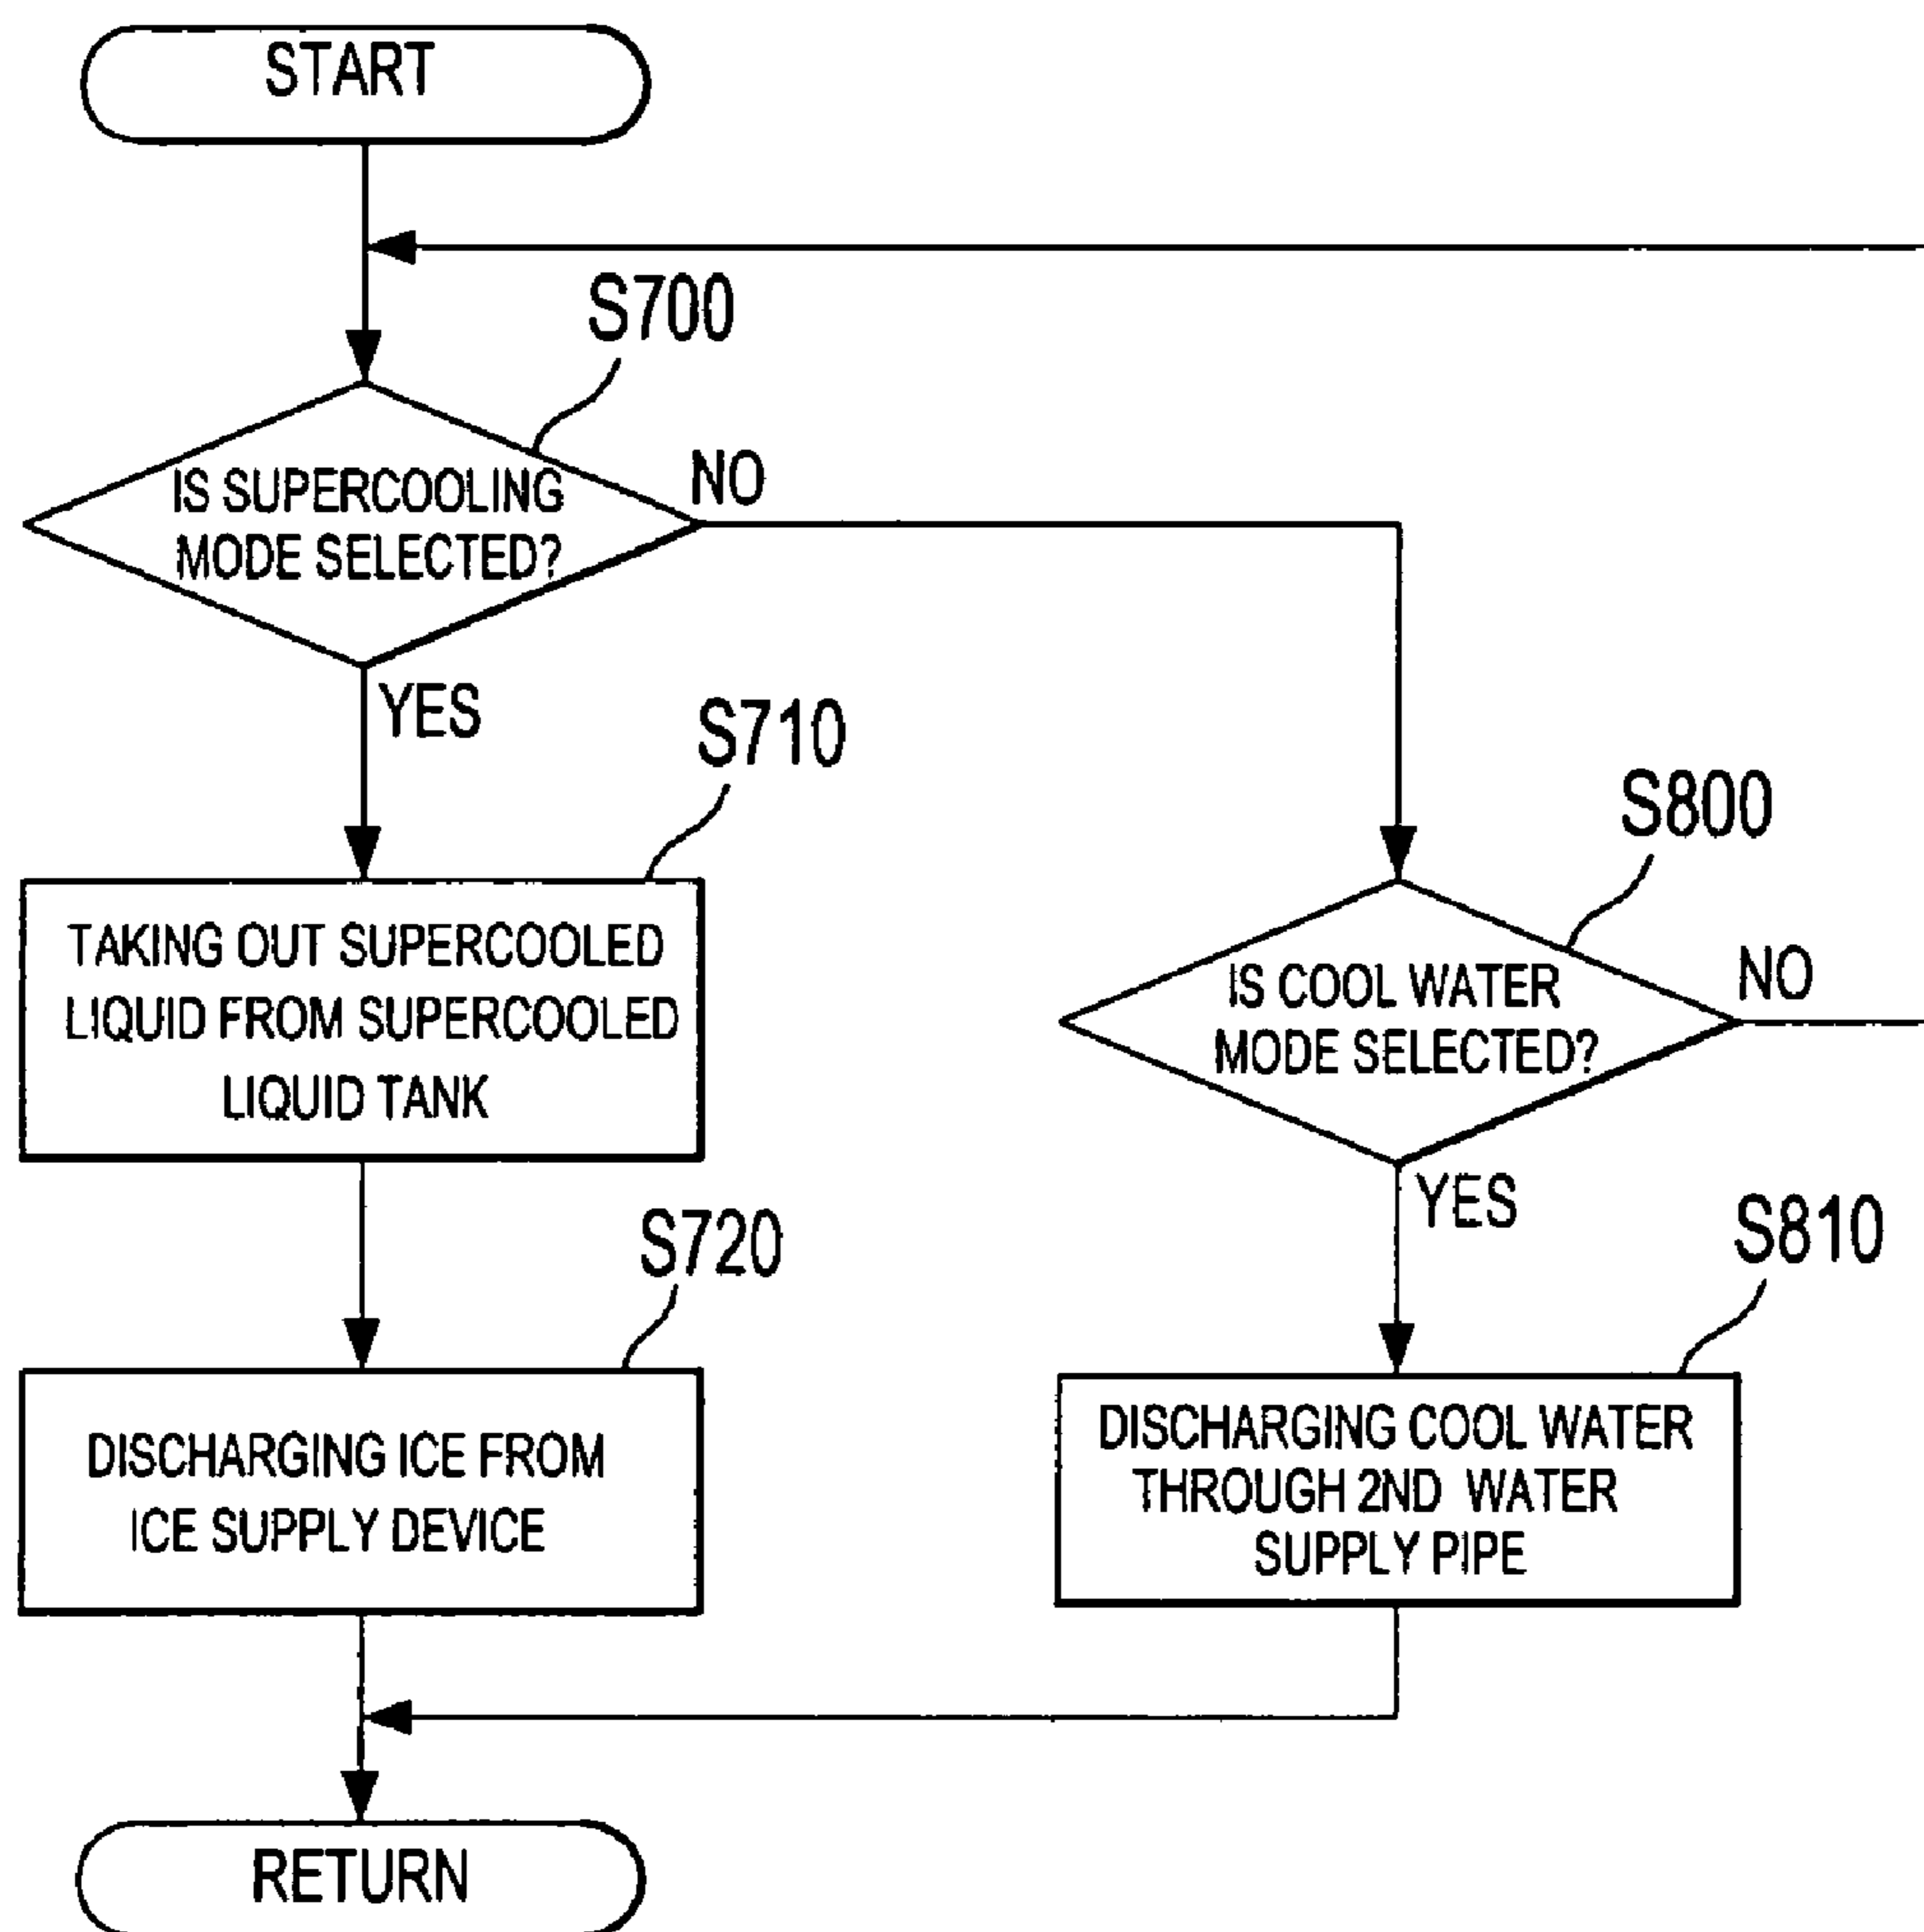 START
S700
IS SUPERCOOLING
MODE SELECTED?
NO
YES
S710
TAKING OUT SUPERCOOLED
LIQUID FROM SUPERCOOLED
LIQUID TANK
S720
DISCHARGING ICE FROM
ICE SUPPLY DEVICE
S800
IS COOL WATER
MODE SELECTED?
NO
YES
S810
DISCHARGING COOL WATER
THROUGH 2ND WATER
SUPPLY PIPE
RETURN